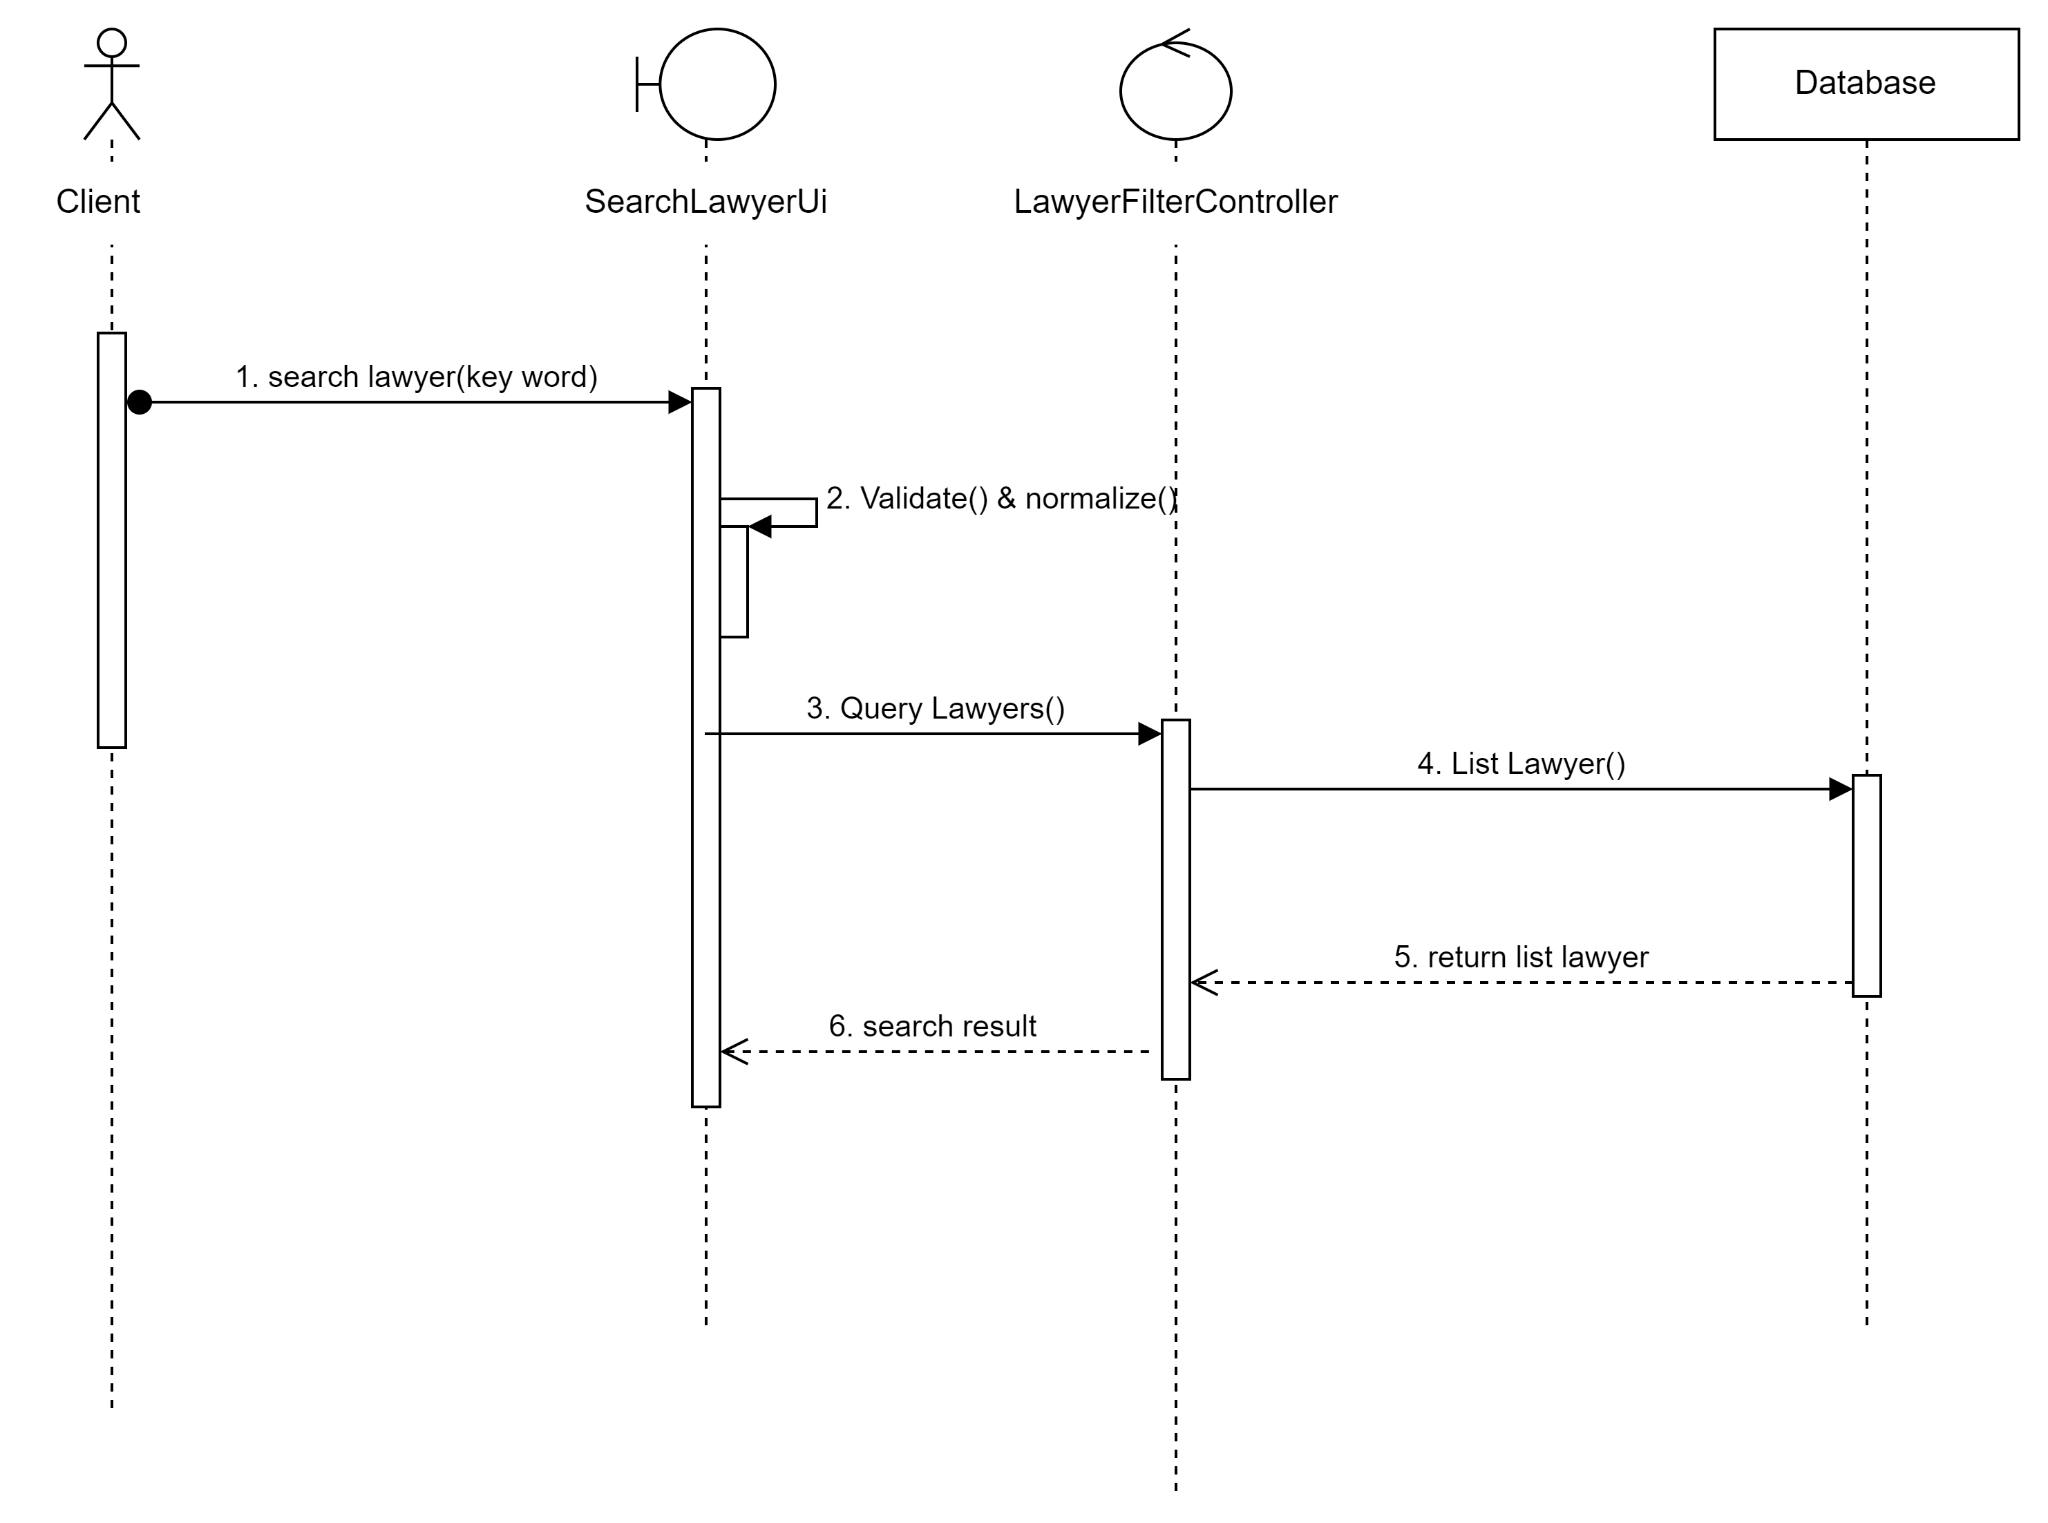 Database
Client
SearchLawyerUi
LawyerFilterController
1. search lawyer(key word)
2. Validate() & normalize()
3. Query Lawyers()
4. List Lawyer()
5. return list lawyer
6. search result